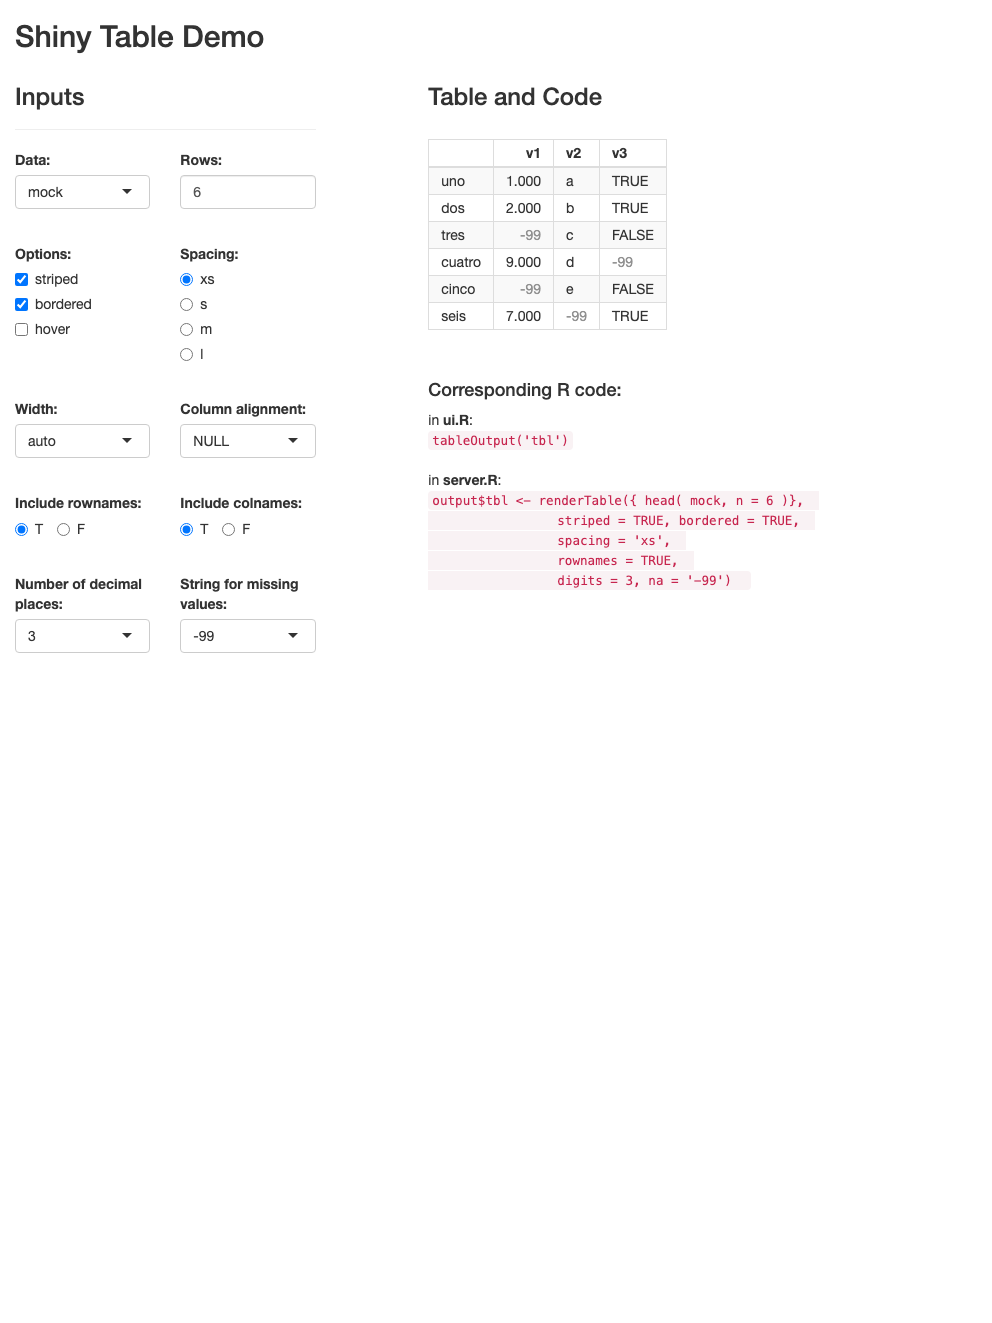 Shiny Table Demo
Inputs
Data:
mock
Rows:
6
Options:
striped
bordered
hover
Spacing:
xs
s
m
l
Width:
auto
Column alignment:
NULL
Include rownames:
T F
Include colnames:
T F
Number of decimal
places:
3
String for missing
values:
-99
Table and Code
v1 v2 v3
uno 1.000 a TRUE
dos 2.000 b TRUE
tres -99 c FALSE
cuatro 9.000 d -99
cinco -99 e FALSE
seis 7.000 -99 TRUE
Corresponding R code:
in ui.R:
tableOutput('tbl')
in server.R:
output$tbl <- renderTable({ head( mock, n = 6 )},
striped = TRUE, bordered = TRUE,
spacing = 'xs',
rownames = TRUE,
digits = 3, na = '-99')